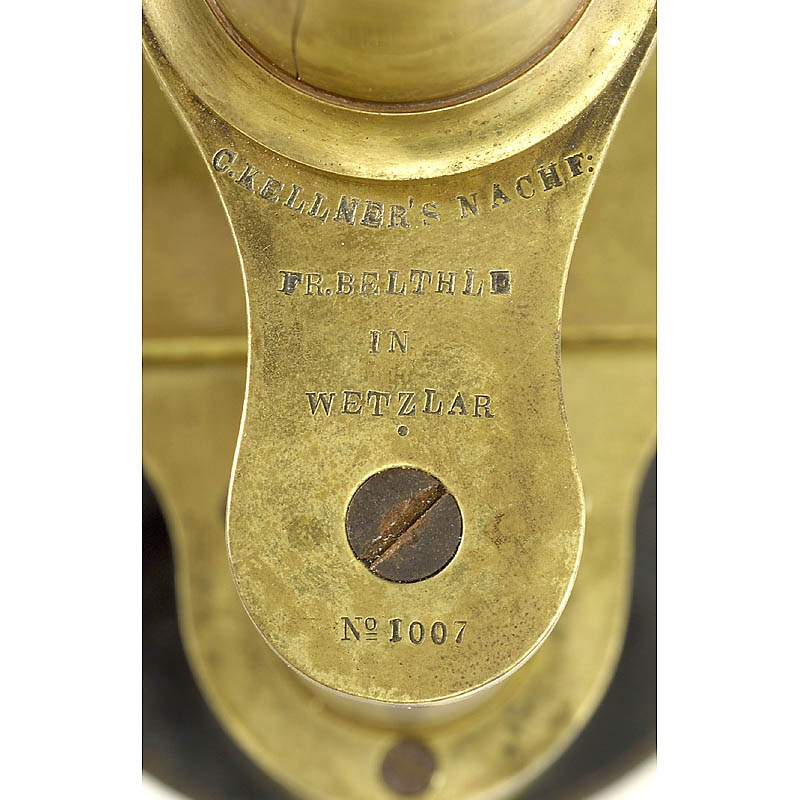 C.KELLNER'S NACHF:
FR.BELTHLE
IN
WETZLAR
Nº 1007